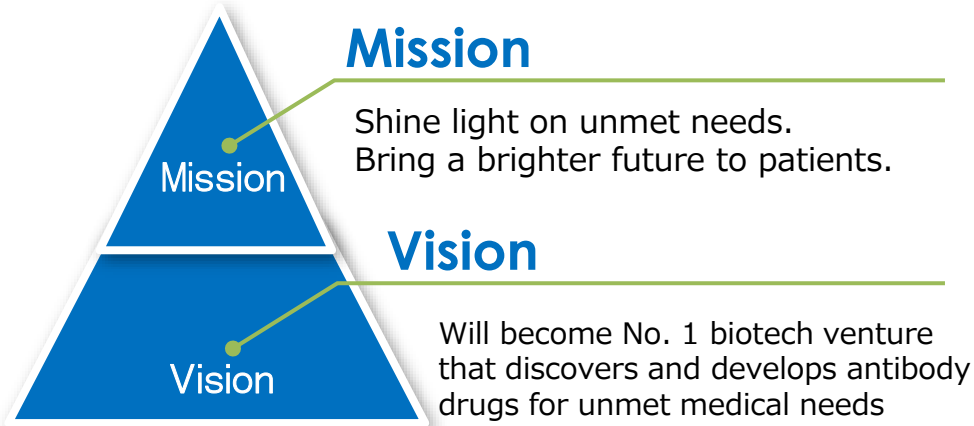 Mission
Shine light on unmet needs.
Bring a brighter future to patients.
Mission
Vision
Will become No. 1 biotech venture
that discovers and develops antibody
drugs for unmet medical needs
Vision